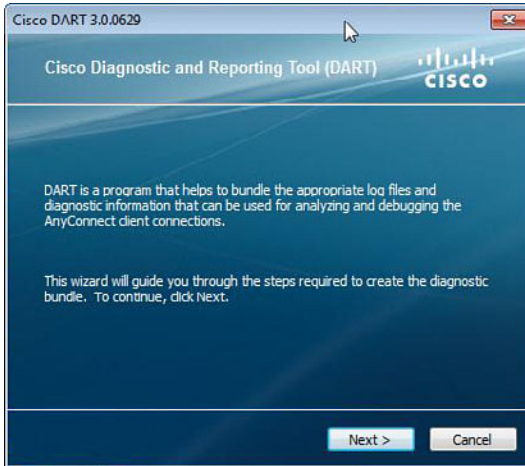 Cisco DART 3.0.0629
Cisco Diagnostic and Reporting Tool (DART)
CISCO
DART is a program that helps to bundle the appropriate log files and
diagnostic information that can be used for analyzing and debugging the
AnyConnect client connections.
This wizard will guide you through the steps required to create the diagnostic
bundle. To continue, click Next.
Next >
Cancel